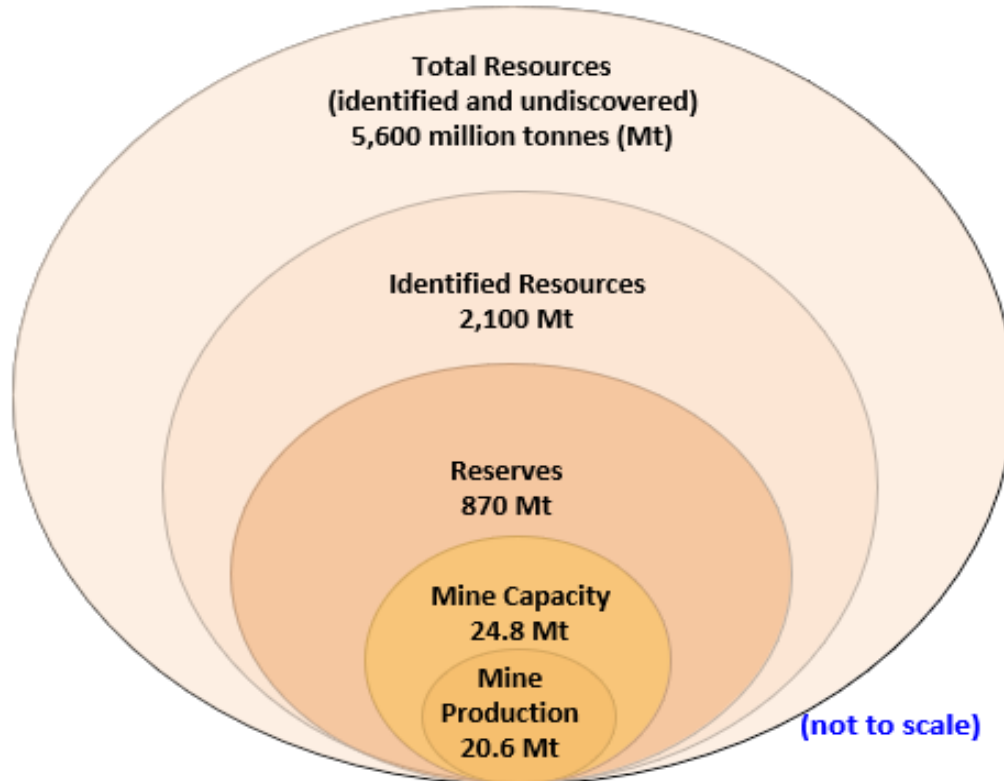 Total Resources
(identified and undiscovered)
5,600 million tonnes (Mt)
Identified Resources
2,100 Mt
Reserves
870 Mt
Mine Capacity
24.8 Mt
Mine
Production
20.6 Mt
(not to scale)